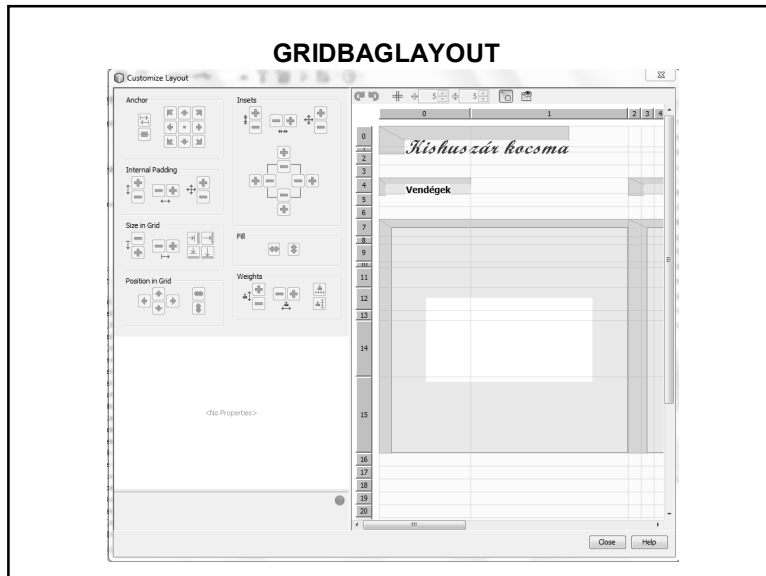 GRIDBAGLAYOUT
Customize Layout
Anchor
Insets
Internal Padding
Size in Grid
Fill
Position in Grid
Weights
<No Properties>
5 5
0 1 2 3 4
0
Kishuszár kocsma
2
3
4
Vendégek
5
6
7
8
9
11
12
13
14
15
16
17
18
19
20
Close Help